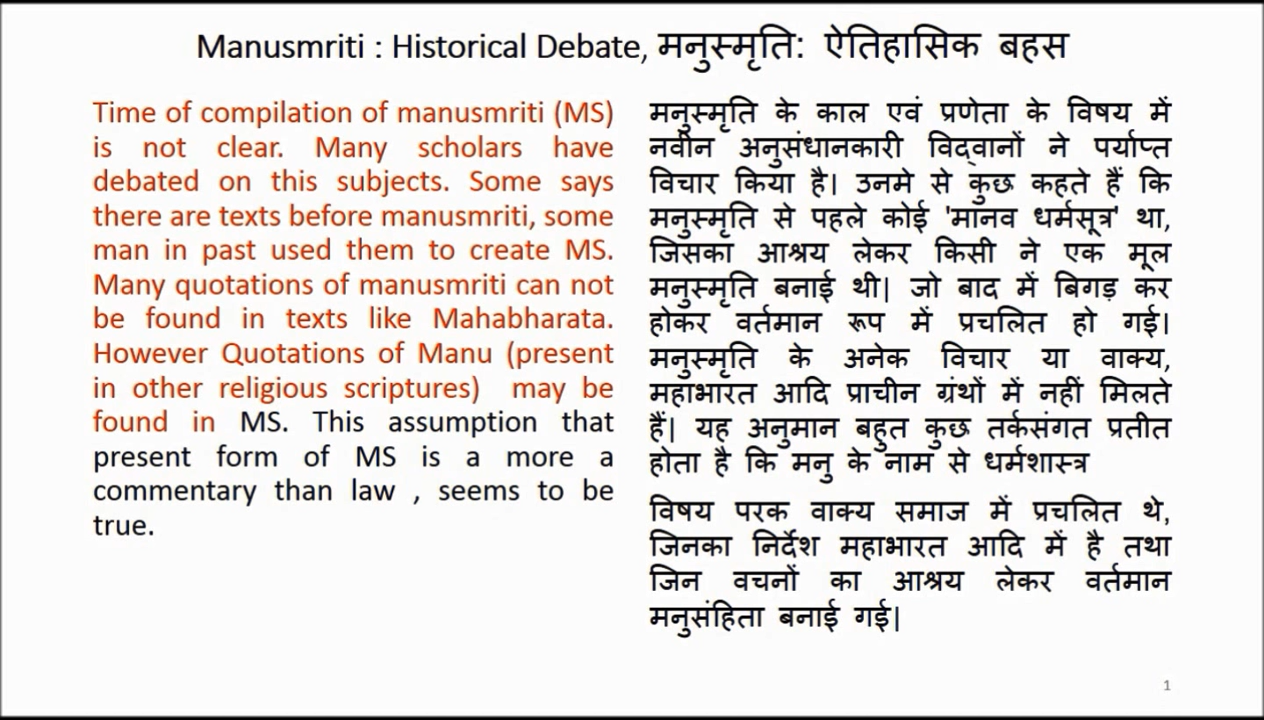 Manusmriti : Historical Debate, मनुस्मृति: ऐतिहासिक बहस
Time of compilation of manusmriti (MS)
is not clear. Many scholars have
debated on this subjects. Some says
there are texts before manusmriti, some
man in past used them to create MS.
Many quotations of manusmriti can not
be found in texts like Mahabharata.
However Quotations of Manu (present
in other religious scriptures) may be
found in MS. This assumption that
present form of MS is a more a
commentary than law , seems to be
true.
मनुस्मृति के काल एवं प्रणेता के विषय में
नवीन अनुसंधानकारी विद्वानों ने पर्याप्त
विचार किया है| उनमे से कुछ कहते हैं कि
मनुस्मृति से पहले कोई 'मानव धर्मसूत्र' था,
जिसका आश्रय लेकर किसी ने एक मूल
मनुस्मृति बनाई थी| जो बाद में बिगड़ कर
होकर वर्तमान रूप में प्रचलित हो गई|
मनुस्मृति के अनेक विचार या वाक्य,
महाभारत आदि प्राचीन ग्रंथों में नहीं मिलते
हैं| यह अनुमान बहुत कुछ तर्कसंगत प्रतीत
होता है कि मनु के नाम से धर्मशास्त्र
विषय परक वाक्य समाज में प्रचलित थे,
जिनका निर्देश महाभारत आदि में है तथा
जिन वचनों का आश्रय लेकर वर्तमान
मनुसंहिता बनाई गई|
1